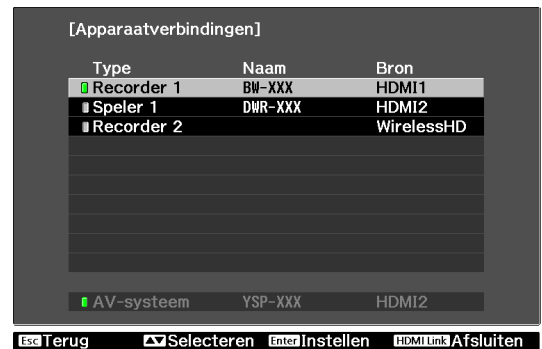 [Apparaatverbindingen]
Type Naam Bron
Recorder 1 BW-XXX HDMI1
Speler 1 DWR-XXX HDMI2
Recorder 2 WirelessHD
AV-systeem YSP-XXX HDMI2
Esc Terug Selecteren Enter Instellen HDMI Link Afsluiten